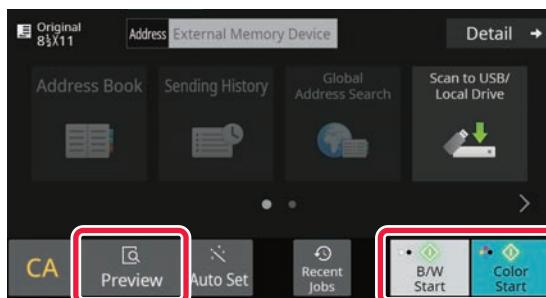 Original
8½X11
Address External Memory Device
Detail
Address Book
Sending History
Global
Address Search
Scan to USB/
Local Drive
CA
Preview
Auto Set
Recent
Jobs
B/W
Start
Color
Start